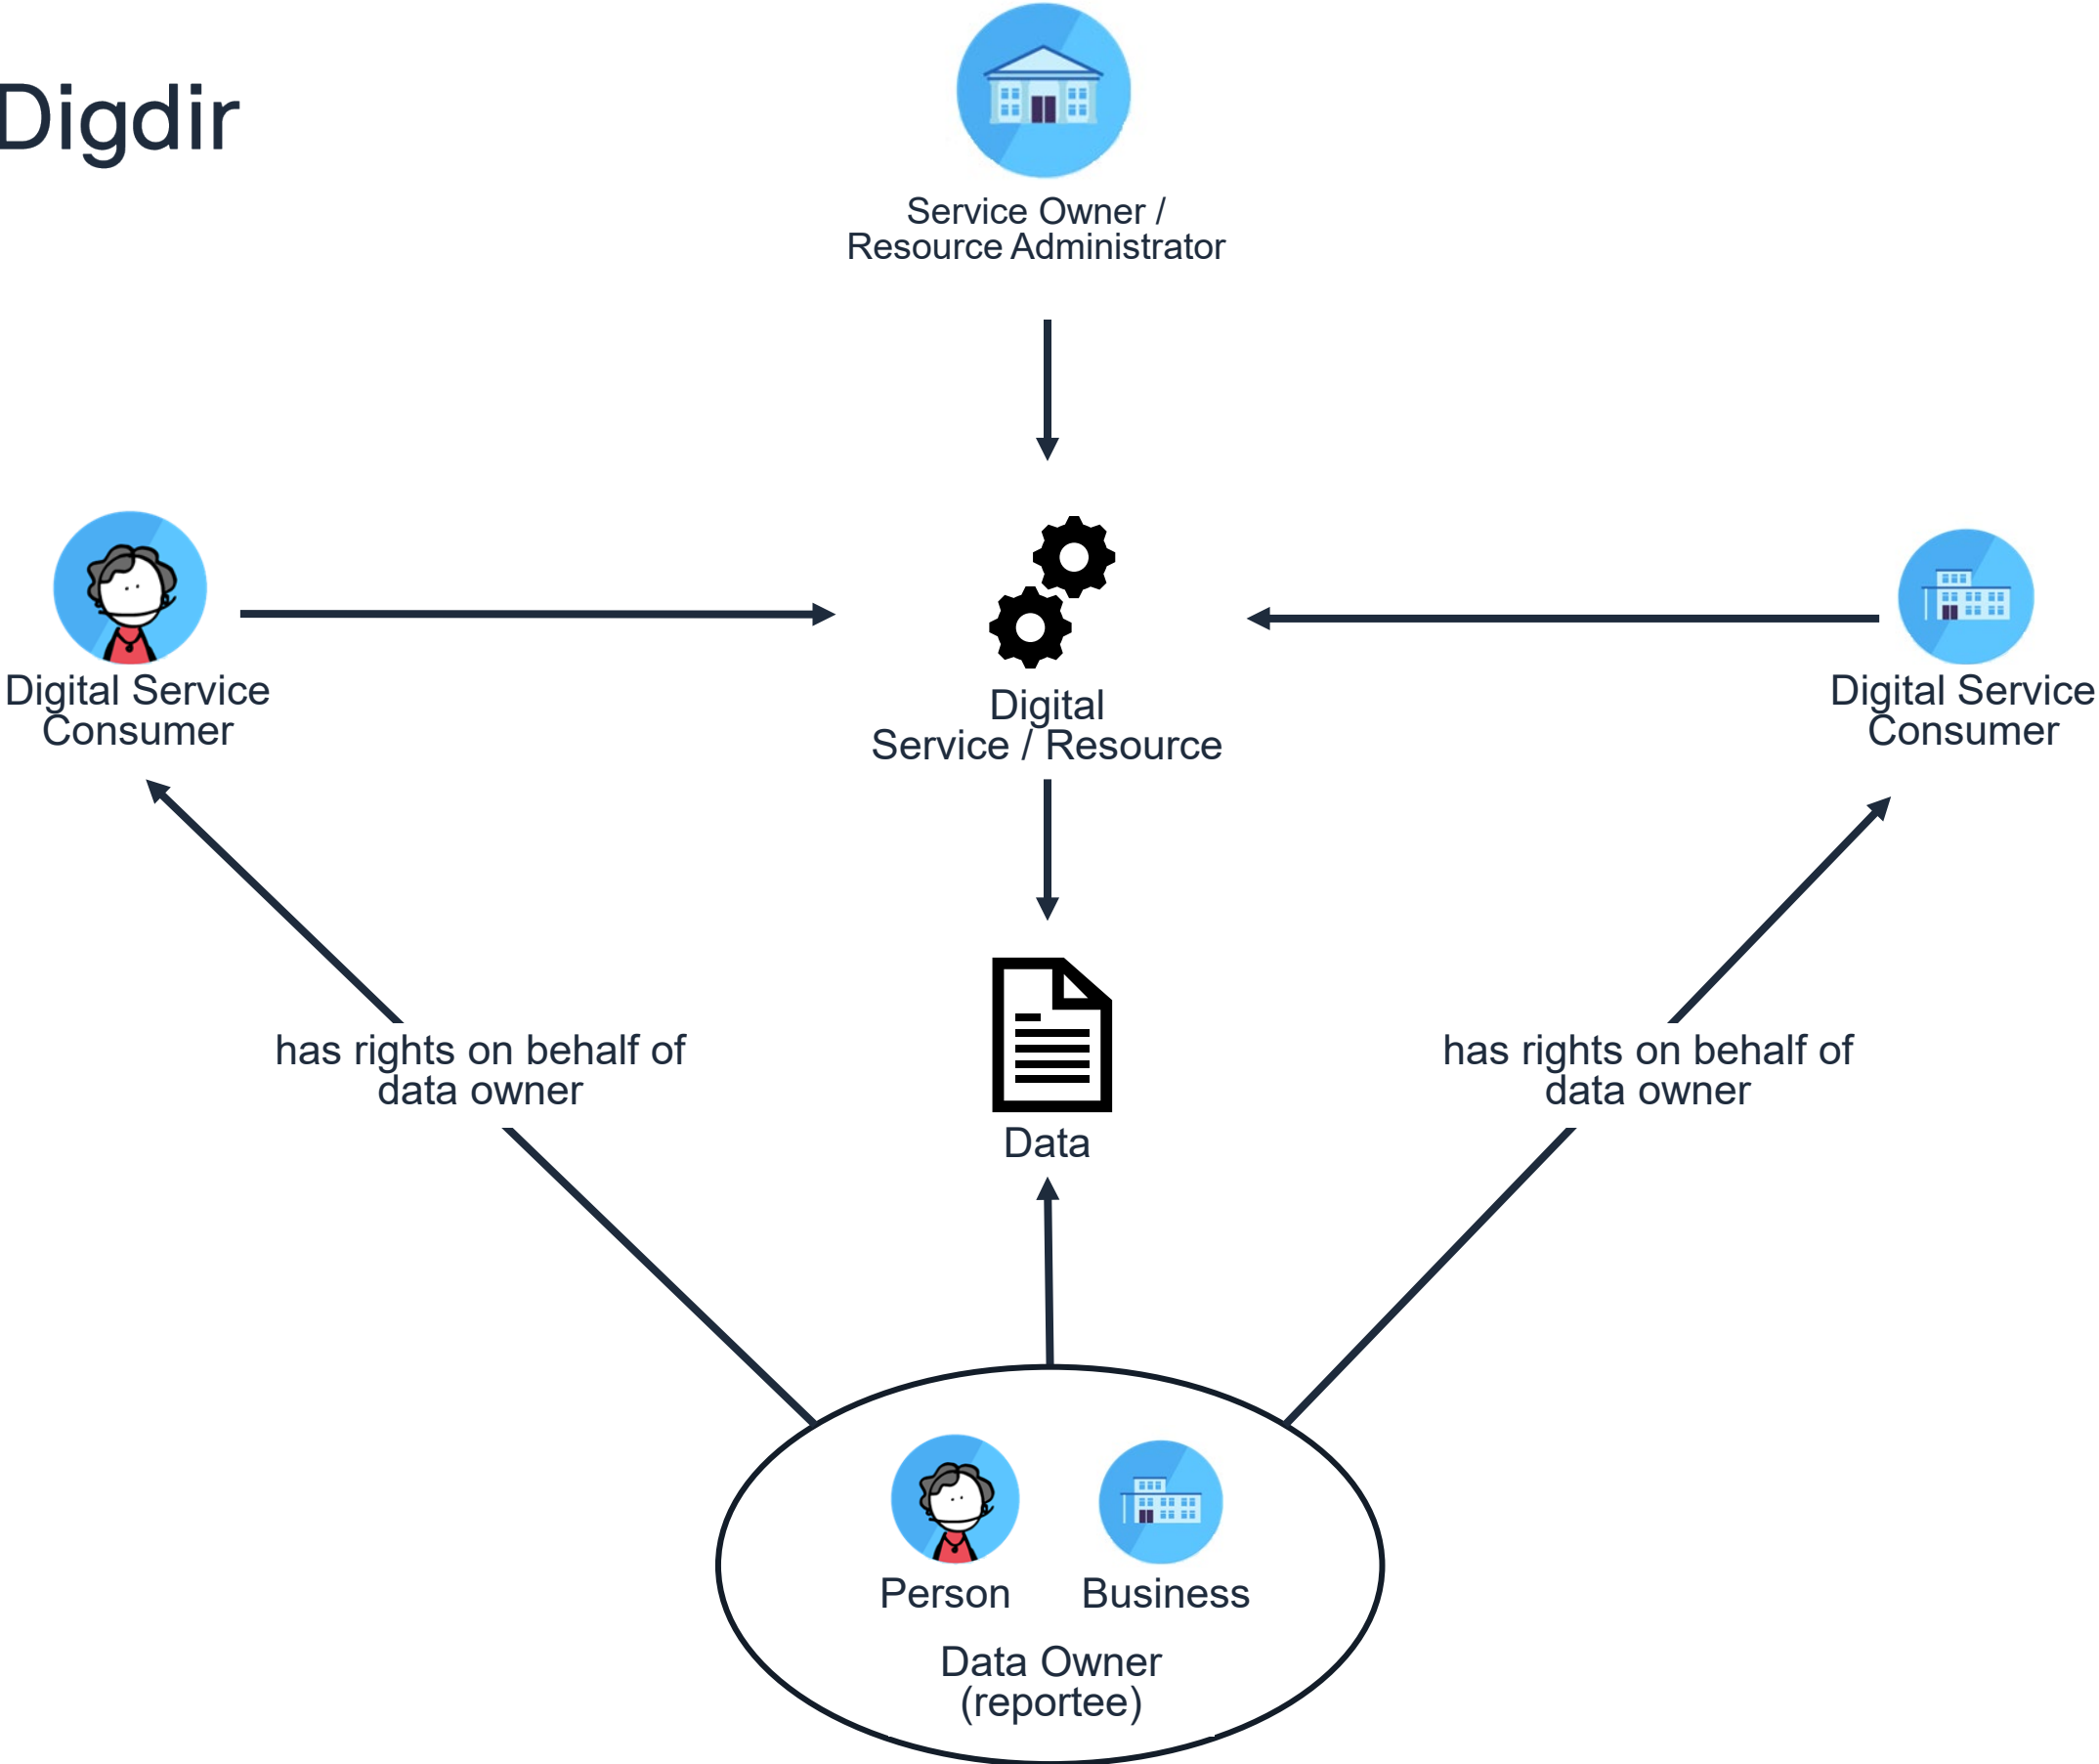 Digdir
Service Owner /
Resource Administrator
Digital Service
Consumer
Digital
Service / Resource
Digital Service
Consumer
has rights on behalf of
data owner
has rights on behalf of
data owner
Data
Person
Business
Data Owner
(reportee)